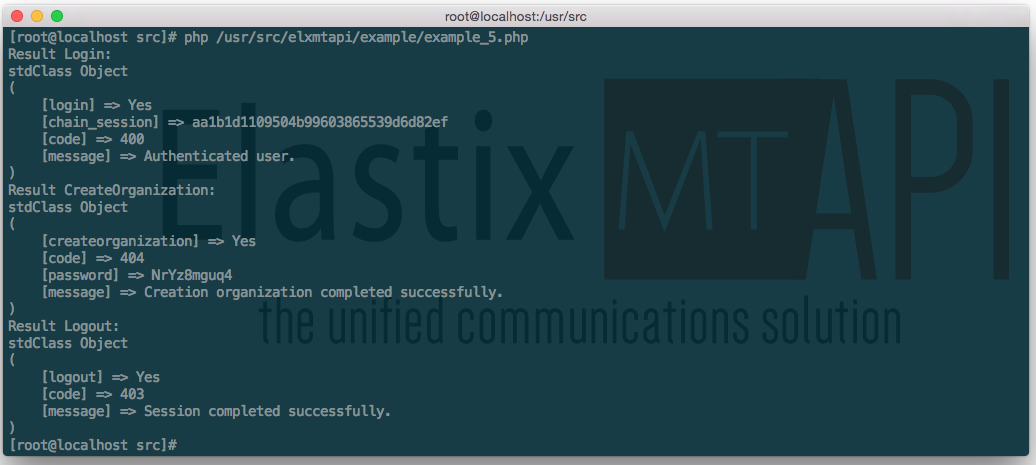 root@localhost:/usr/src
[root@localhost src]# php /usr/src/elxmtapi/example/example_5.php
Result Login:
stdClass Object
(
    [login] => Yes
    [chain_session] => aa1b1d1109504b99603865539d6d82ef
    [code] => 400
    [message] => Authenticated user.
)
Result CreateOrganization:
stdClass Object
(
    [createorganization] => Yes
    [code] => 404
    [password] => NrYz8mguq4
    [message] => Creation organization completed successfully.
)
Result Logout:
stdClass Object
(
    [logout] => Yes
    [code] => 403
    [message] => Session completed successfully.
)
[root@localhost src]#
Elastix MT API
the unified communications solution